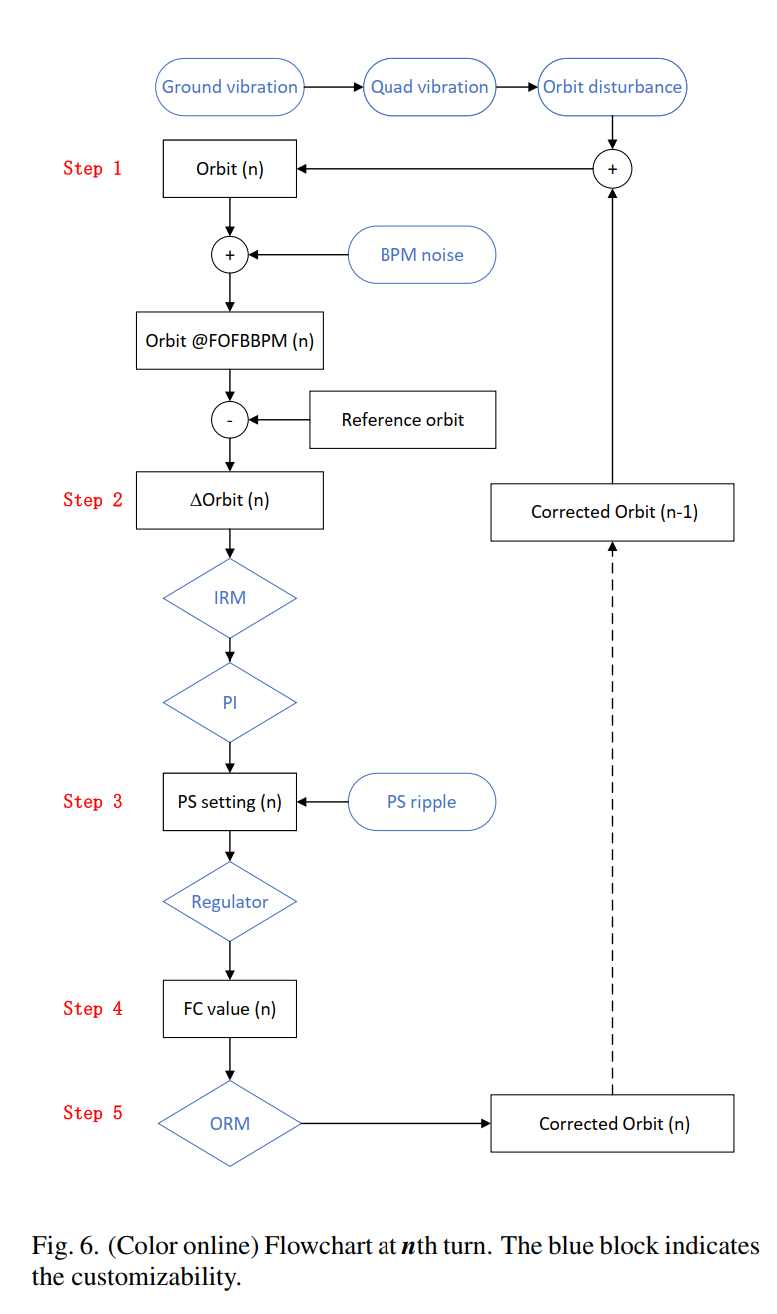 Ground vibration
Quad vibration
Orbit disturbance
Step 1
Orbit (n)
+
+
BPM noise
Orbit @FOFBBPM (n)
-
Reference orbit
Step 2
ΔOrbit (n)
Corrected Orbit (n-1)
IRM
PI
Step 3
PS setting (n)
PS ripple
Regulator
Step 4
FC value (n)
Step 5
ORM
Corrected Orbit (n)
Fig. 6. (Color online) Flowchart at nth turn. The blue block indicates
the customizability.